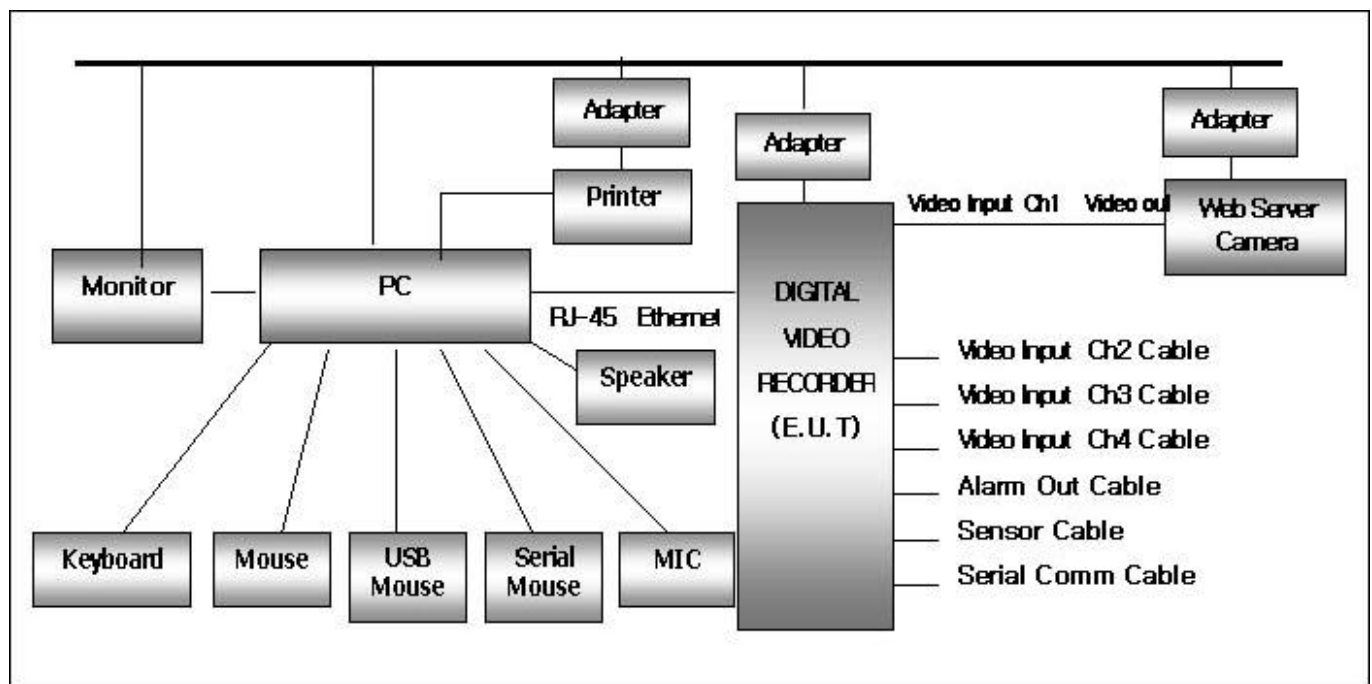 Adapter
Adapter
Adapter
Printer
Video Input Ch1 Video out
Web Server
Camera
Monitor
PC
RJ-45 Ethernet
DIGITAL
VIDEO
RECORDER
(E.U.T)
Speaker
Video Input Ch2 Cable
Video Input Ch3 Cable
Video Input Ch4 Cable
Alarm Out Cable
Sensor Cable
Serial Comm Cable
Keyboard
Mouse
USB
Mouse
Serial
Mouse
MIC